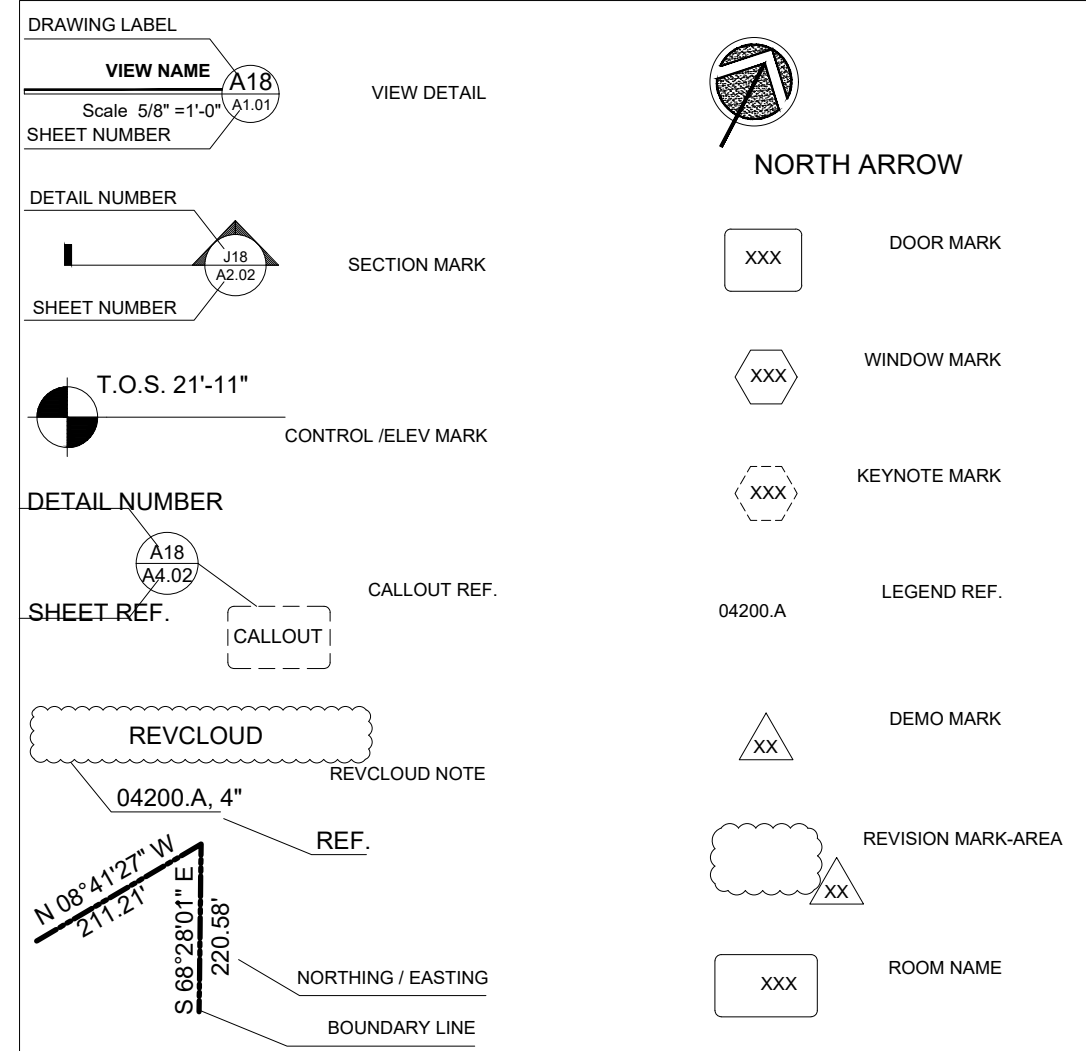 DRAWING LABEL
VIEW NAME
A18
Scale 5/8" =1'-0"
A1.01
SHEET NUMBER
VIEW DETAIL
DETAIL NUMBER
J18
A2.02
SHEET NUMBER
SECTION MARK
T.O.S. 21'-11"
CONTROL /ELEV MARK
DETAIL NUMBER
A18
A4.02
SHEET REF.
CALLOUT
CALLOUT REF.
REVCLOUD
REVCLOUD NOTE
04200.A, 4"
REF.
N 08°41'27" W
211.21'
S 68°28'01" E
220.58'
NORTHING / EASTING
BOUNDARY LINE
NORTH ARROW
XXX
DOOR MARK
XXX
WINDOW MARK
XXX
KEYNOTE MARK
04200.A
LEGEND REF.
XX
DEMO MARK
XX
REVISION MARK-AREA
XXX
ROOM NAME